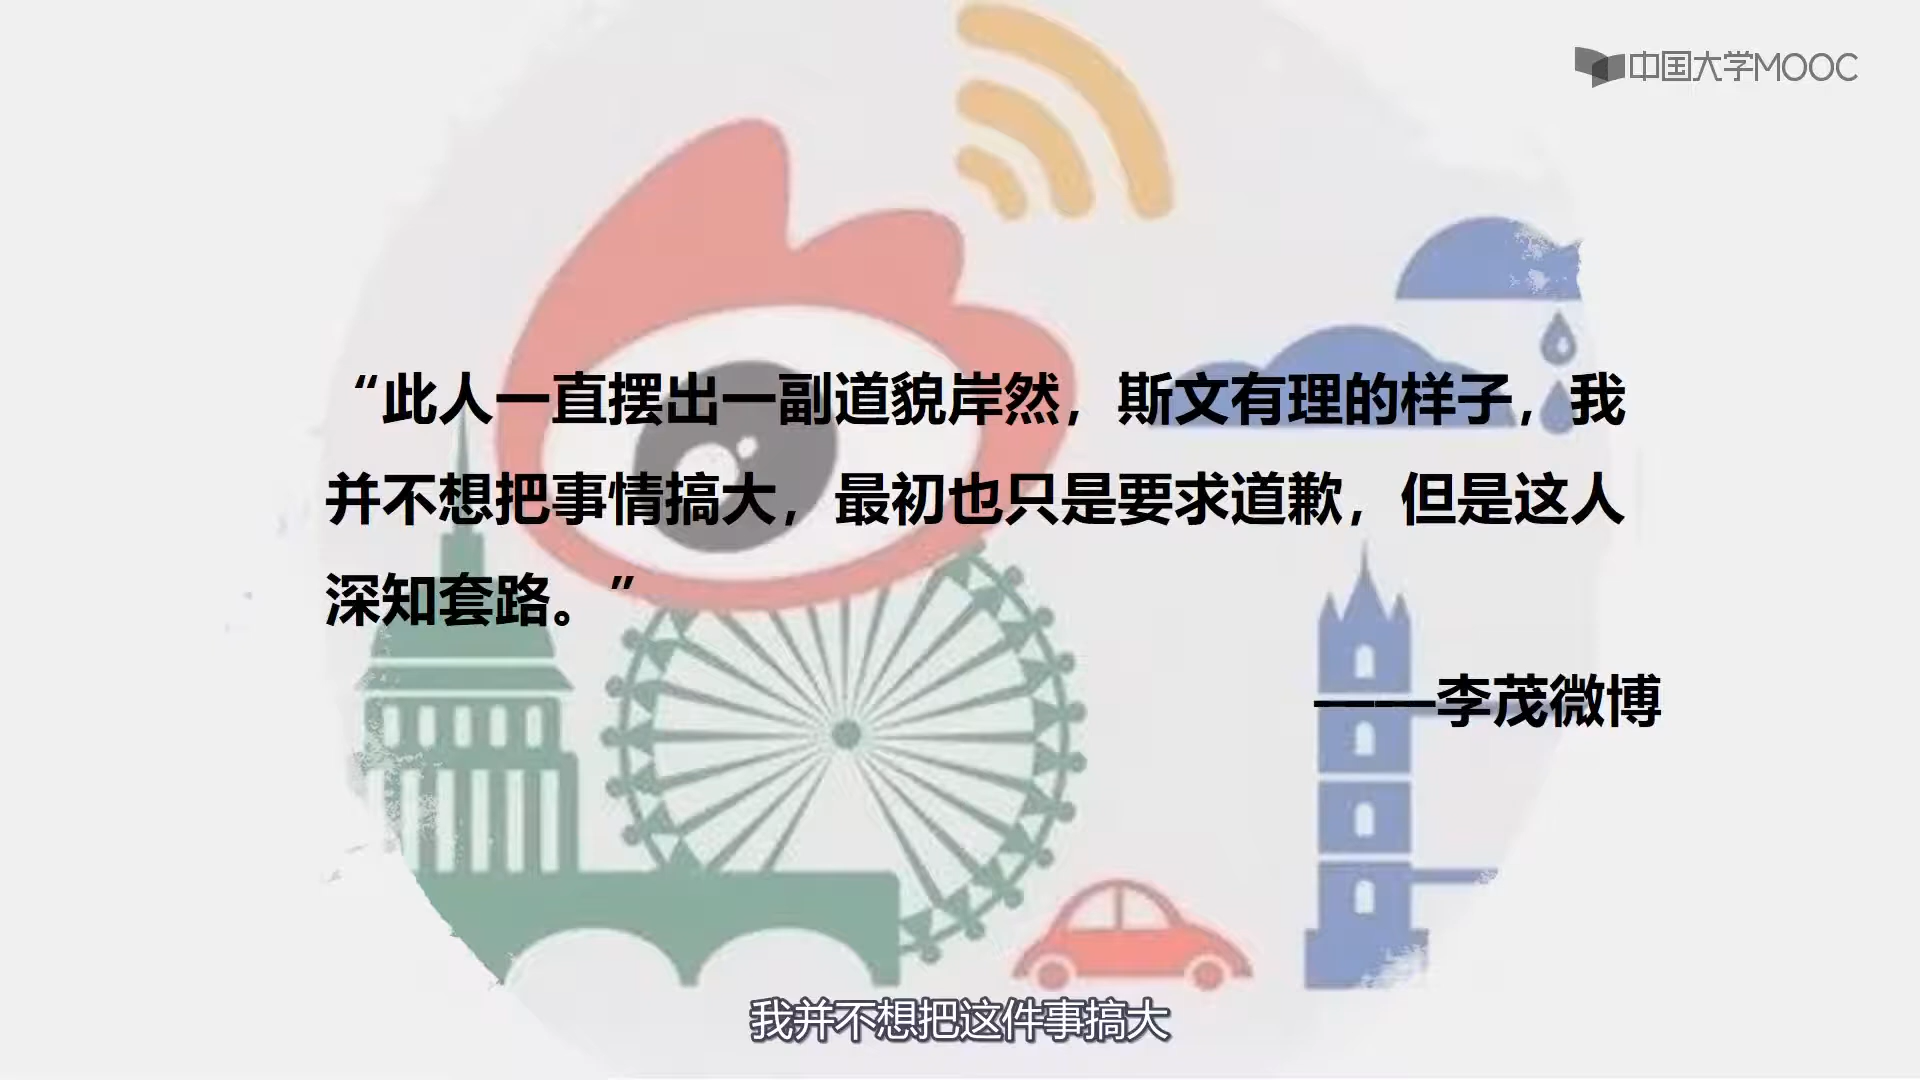 中国大学MOOC
“此人一直摆出一副道貌岸然，斯文有理的样子，我
并不想把事情搞大，最初也只是要求道歉，但是这人
深知套路。”
——李茂微博
我并不想把这件事搞大